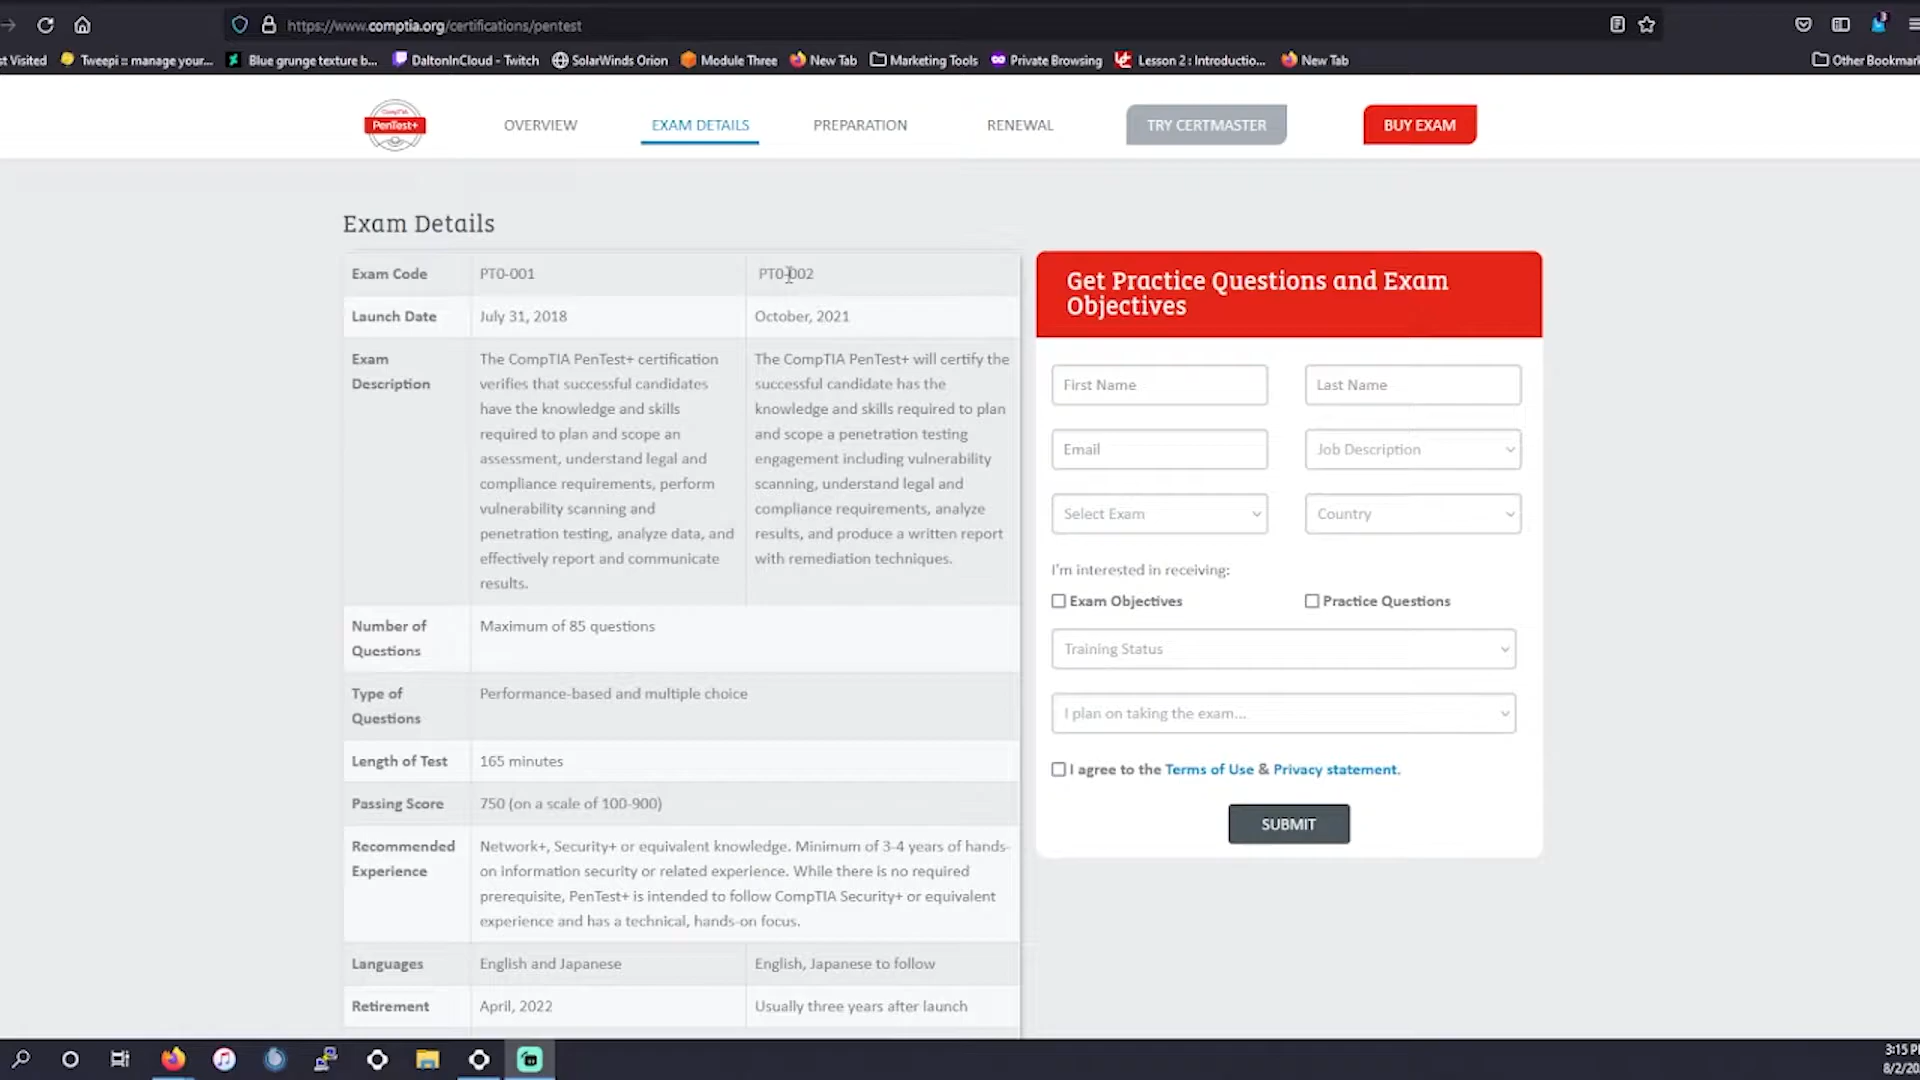 https://www.comptia.org/certifications/pentest
st Visited
Tweepi :: manage your...
Blue grunge texture b...
DaltonInCloud - Twitch
SolarWinds Orion
Module Three
New Tab
Marketing Tools
Private Browsing
Lesson 2 : Introductio...
New Tab
Other Bookmar
CompTIA
PenTest+
OVERVIEW
EXAM DETAILS
PREPARATION
RENEWAL
TRY CERTMASTER
BUY EXAM
Exam Details
Exam Code
PT0-001
PT0-002
Launch Date
July 31, 2018
October, 2021
Exam
Description
The CompTIA PenTest+ certification
verifies that successful candidates
have the knowledge and skills
required to plan and scope an
assessment, understand legal and
compliance requirements, perform
vulnerability scanning and
penetration testing, analyze data, and
effectively report and communicate
results.
The CompTIA PenTest+ will certify the
successful candidate has the
knowledge and skills required to plan
and scope a penetration testing
engagement including vulnerability
scanning, understand legal and
compliance requirements, analyze
results, and produce a written report
with remediation techniques.
Number of
Questions
Maximum of 85 questions
Type of
Questions
Performance-based and multiple choice
Length of Test
165 minutes
Passing Score
750 (on a scale of 100-900)
Recommended
Experience
Network+, Security+ or equivalent knowledge. Minimum of 3-4 years of hands-
on information security or related experience. While there is no required
prerequisite, PenTest+ is intended to follow CompTIA Security+ or equivalent
experience and has a technical, hands-on focus.
Languages
English and Japanese
English, Japanese to follow
Retirement
April, 2022
Usually three years after launch
Get Practice Questions and Exam
Objectives
First Name
Last Name
Email
Job Description
Select Exam
Country
I'm interested in receiving:
Exam Objectives
Practice Questions
Training Status
I plan on taking the exam...
I agree to the Terms of Use & Privacy statement.
SUBMIT
3:15 P
8/2/20